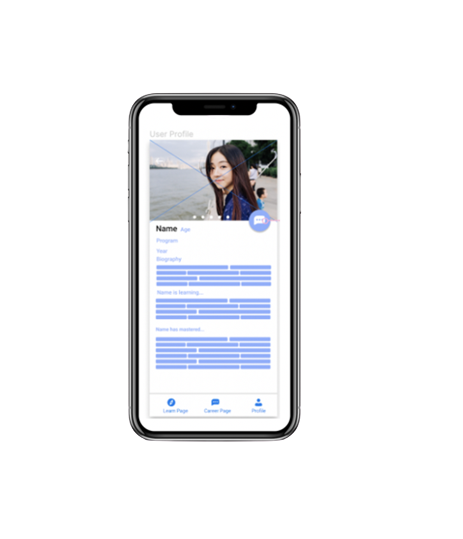 User Profile
Name Age
Program
Year
Biography
Name is learning...
Name has mastered...
Learn Page Career Page Profile